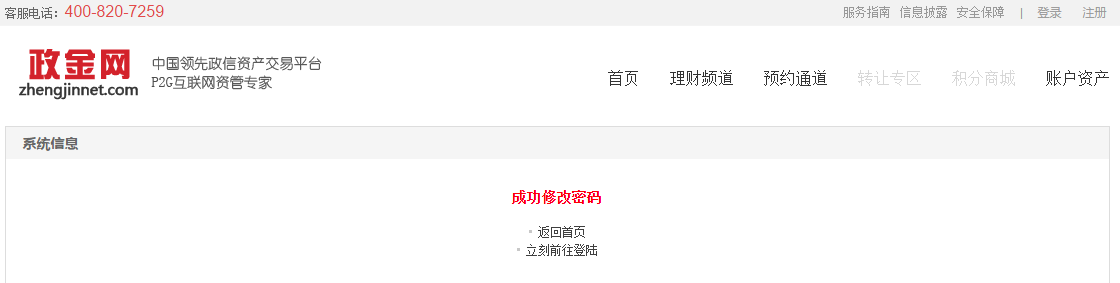 客服电话：400-820-7259
服务指南 信息披露 安全保障 | 登录 注册
政金网
zhengjinnet.com
中国领先政信资产交易平台
P2G互联网资管专家
首页 理财频道 预约通道 转让专区 积分商城 账户资产
系统信息
成功修改密码
返回首页
立刻前往登陆